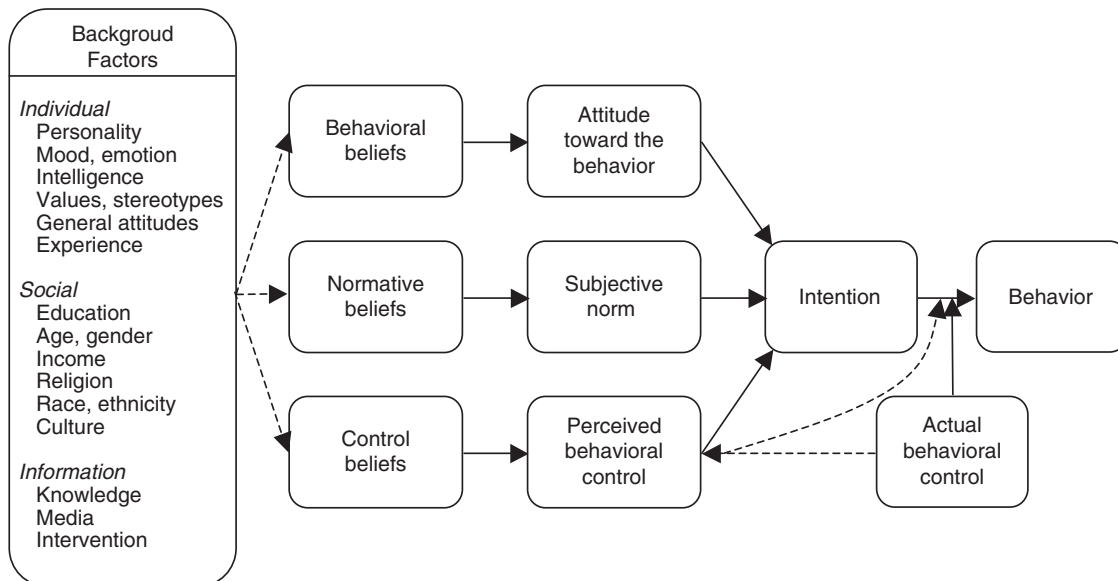 Backgroud
Factors
Individual
Personality
Mood, emotion
Intelligence
Values, stereotypes
General attitudes
Experience
Social
Education
Age, gender
Income
Religion
Race, ethnicity
Culture
Information
Knowledge
Media
Intervention
Behavioral
beliefs
Attitude
toward the
behavior
Normative
beliefs
Subjective
norm
Intention
Behavior
Control
beliefs
Perceived
behavioral
control
Actual
behavioral
control